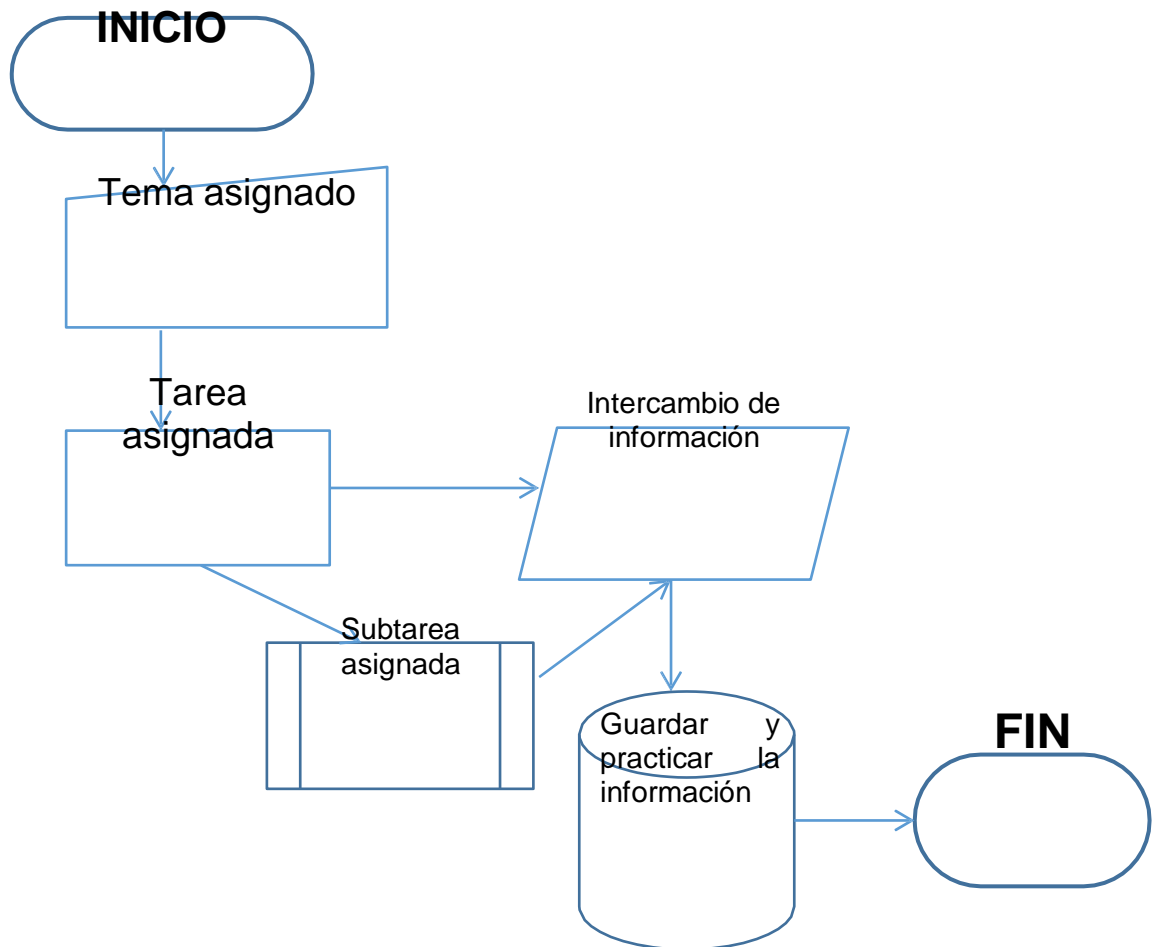 INICIO
Tema asignado
Tarea
asignada
Intercambio de
información
Subtarea
asignada
Guardar y
practicar la
información
FIN